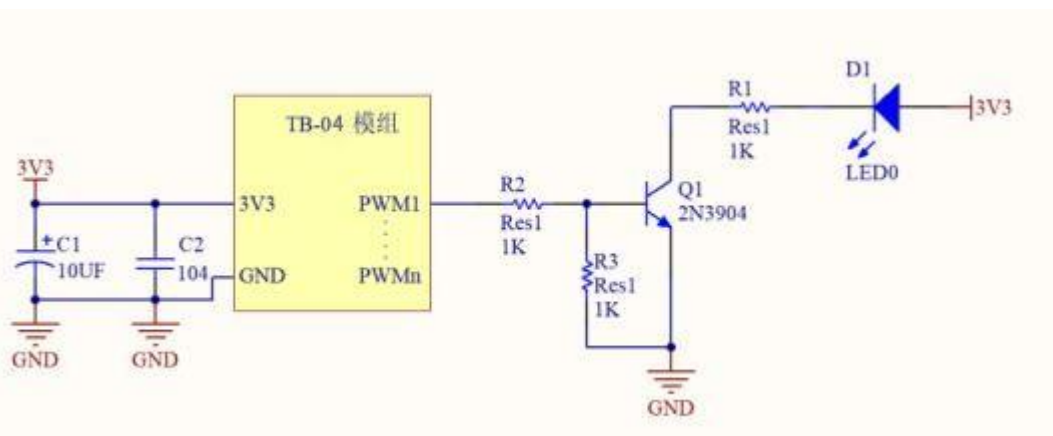 D1
R1
3V3
Res1
1K
LED0
TB-04 模组
3V3
3V3
PWM1
R2
Res1
1K
Q1
2N3904
C1
10UF
C2
104
GND
PWMn
R3
Res1
1K
GND
GND
GND